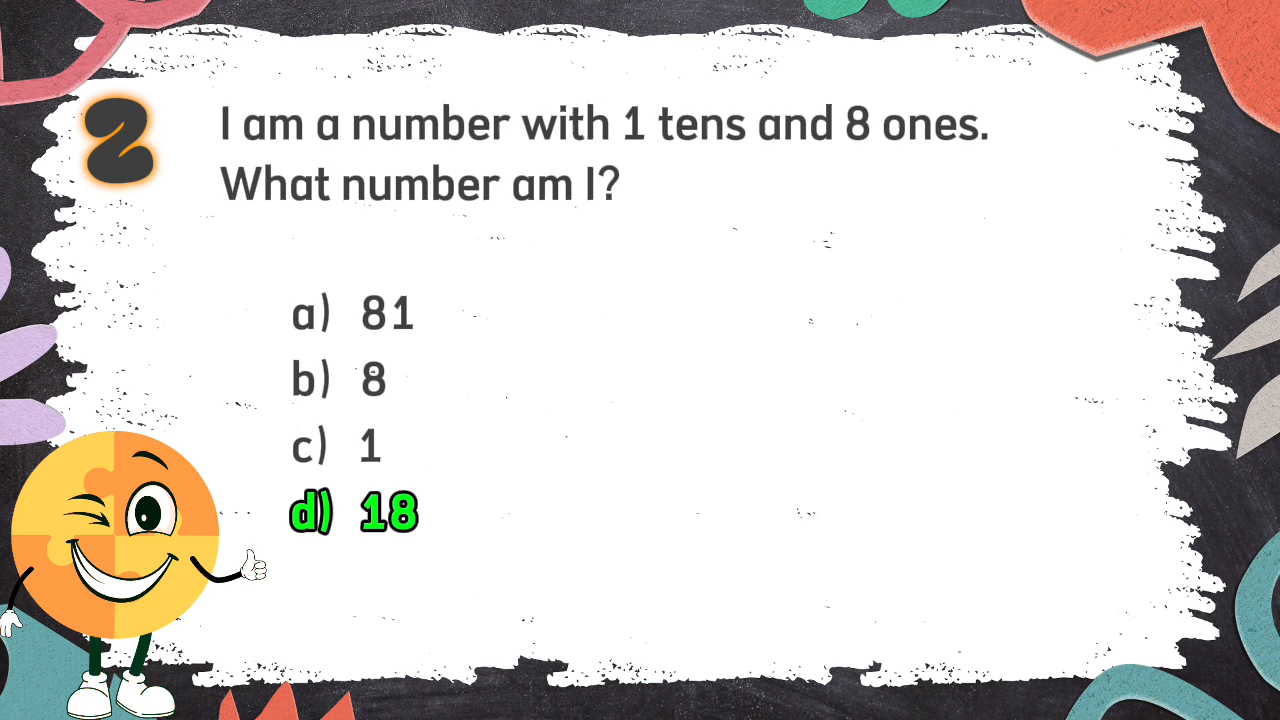 2
I am a number with 1 tens and 8 ones.
What number am I?
a) 81
b) 8
c) 1
d) 18